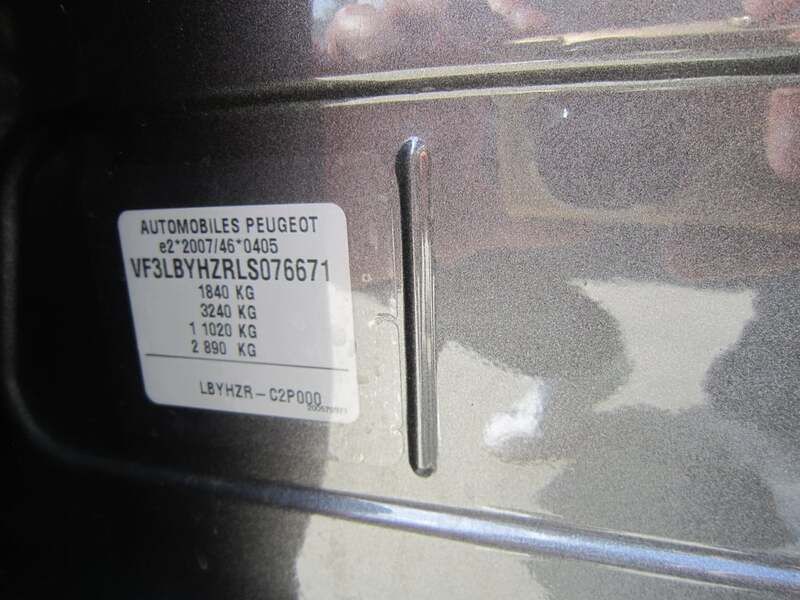 AUTOMOBILES PEUGEOT
e2*2007/46*0405
VF3LBYHZRLS076671
1840 KG
3240 KG
1 1020 KG
2 890 KG
LBYHZR-C2P000